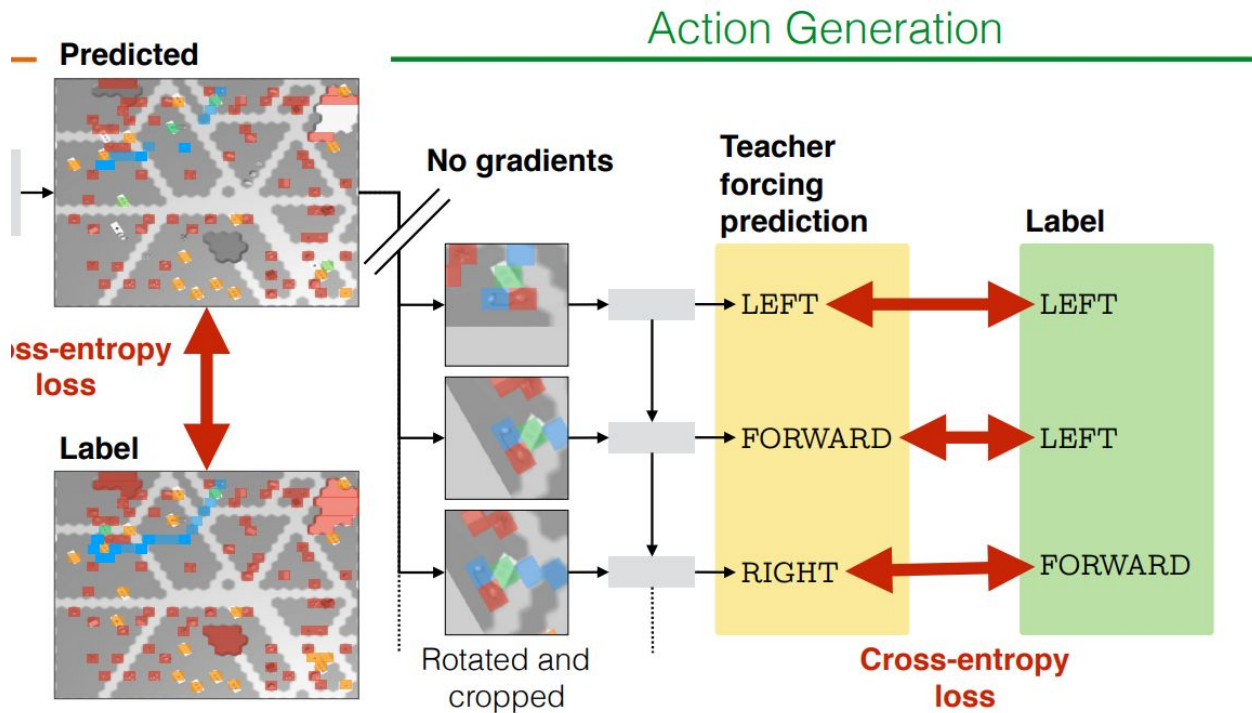 Action Generation
Predicted
No gradients
Teacher
forcing
prediction
Label
LEFT
LEFT
FORWARD
LEFT
RIGHT
FORWARD
oss-entropy
loss
Label
Rotated and
cropped
Cross-entropy
loss